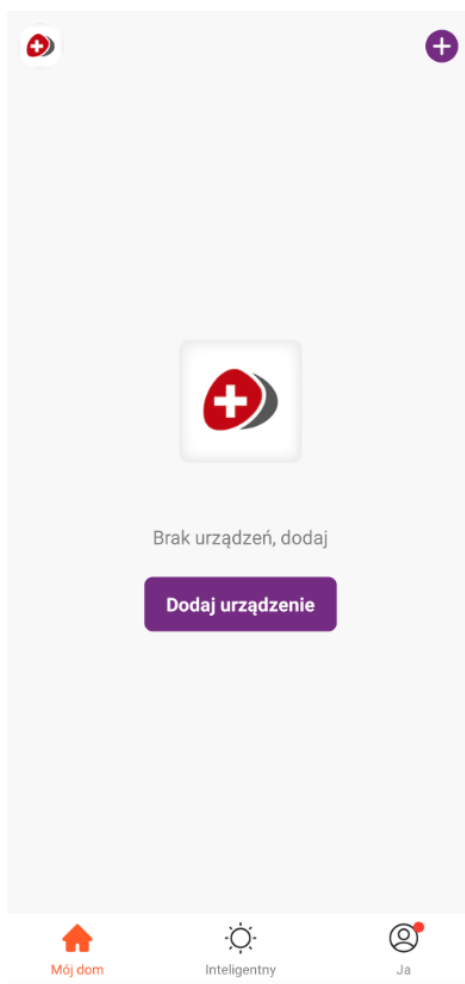 Brak urządzeń, dodaj
Dodaj urządzenie
Mój dom
Inteligentny
Ja